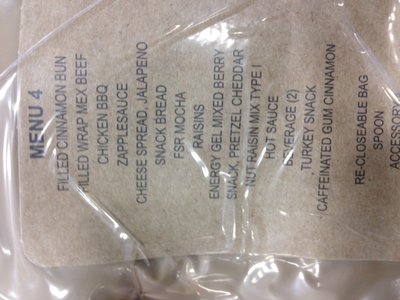 MENU 4
FILLED CINNAMON BUN
FILLED WRAP MEX BEEF
CHICKEN BBQ
ZAPPLESAUCE
CHEESE SPREAD, JALAPENO
SNACK BREAD
FSR MOCHA
RAISINS
ENERGY GEL MIXED BERRY
SNACK, PRETZEL CHEDDAR
NUT RAISIN MIX TYPE I
HOT SAUCE
BEVERAGE (2)
TURKEY SNACK
CAFFEINATED GUM CINNAMON
RE-CLOSEABLE BAG
SPOON
ACCESSORY